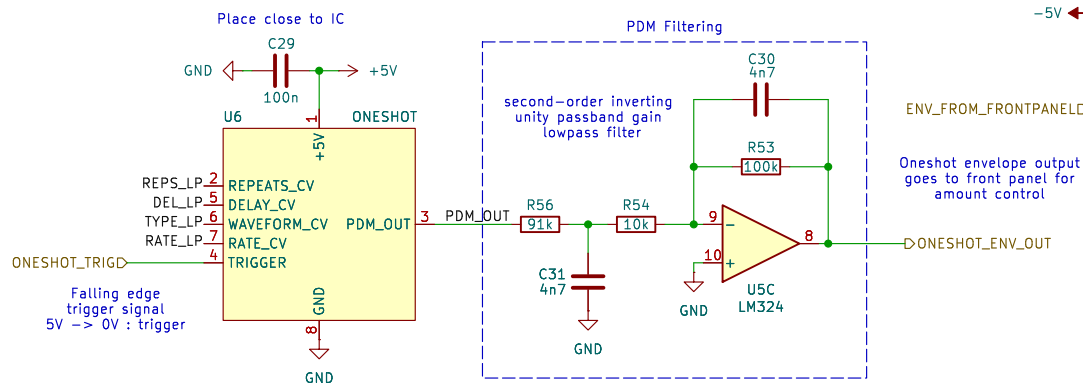 Place close to IC
-5V
PDM Filtering
C29
GND
+5V
100n
C30
4n7
U6
ONESHOT
second-order inverting
unity passband gain
lowpass filter
ENV_FROM_FRONTPANEL
1
+5V
R53
100k
Oneshot envelope output
goes to front panel for
amount control
REPS_LP 2 REPEATS_CV
DEL_LP 5 DELAY_CV
TYPE_LP 6 WAVEFORM_CV
RATE_LP 7 RATE_CV
ONESHOT_TRIG 4 TRIGGER
PDM_OUT 3 PDM_OUT
R56
91k
R54
10k
9
-
10
+
8
ONESHOT_ENV_OUT
C31
4n7
GND
U5C
LM324
Falling edge
trigger signal
5V -> 0V : trigger
GND
8
GND
GND